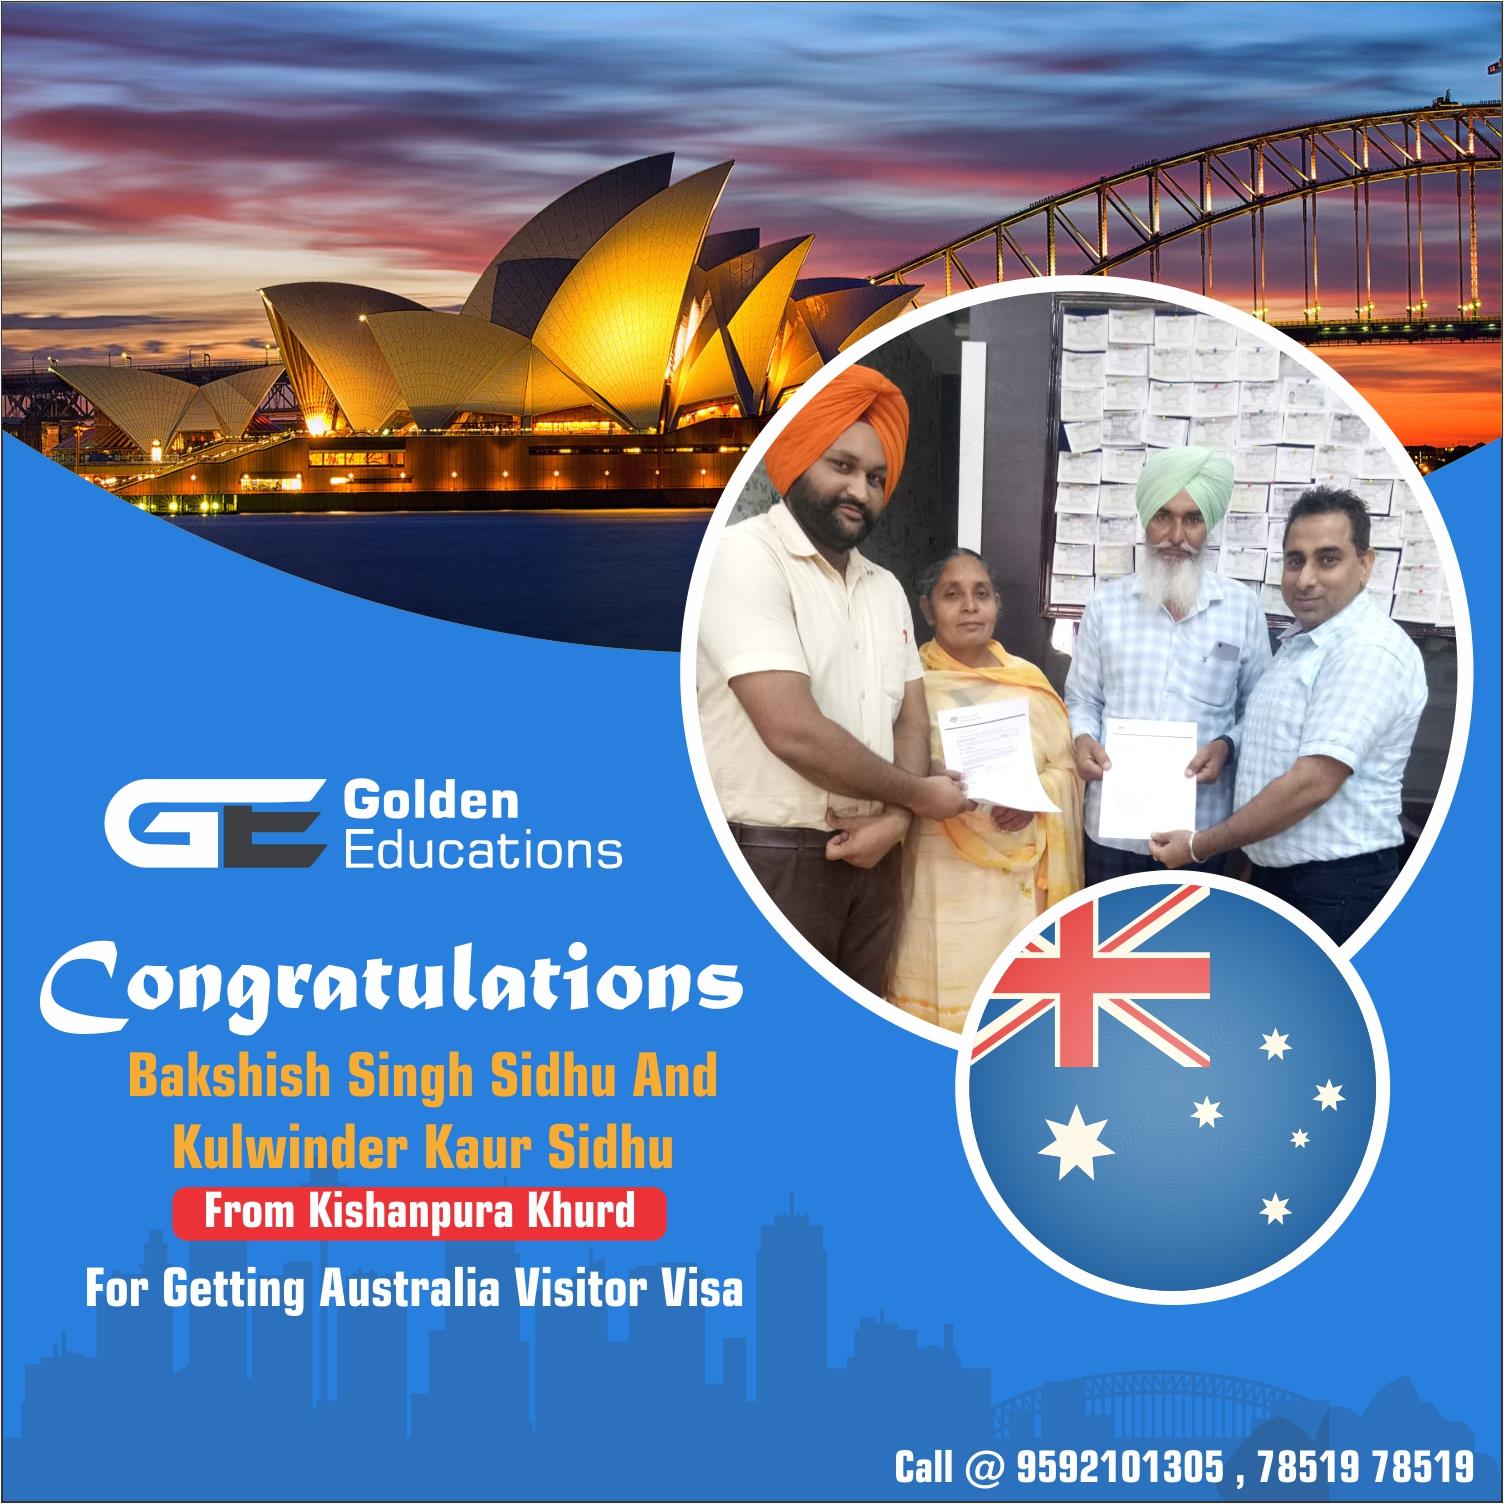 Golden
Educations
Congratulations
Bakshish Singh Sidhu And
Kulwinder Kaur Sidhu
From Kishanpura Khurd
For Getting Australia Visitor Visa
Call @ 9592101305 , 78519 78519